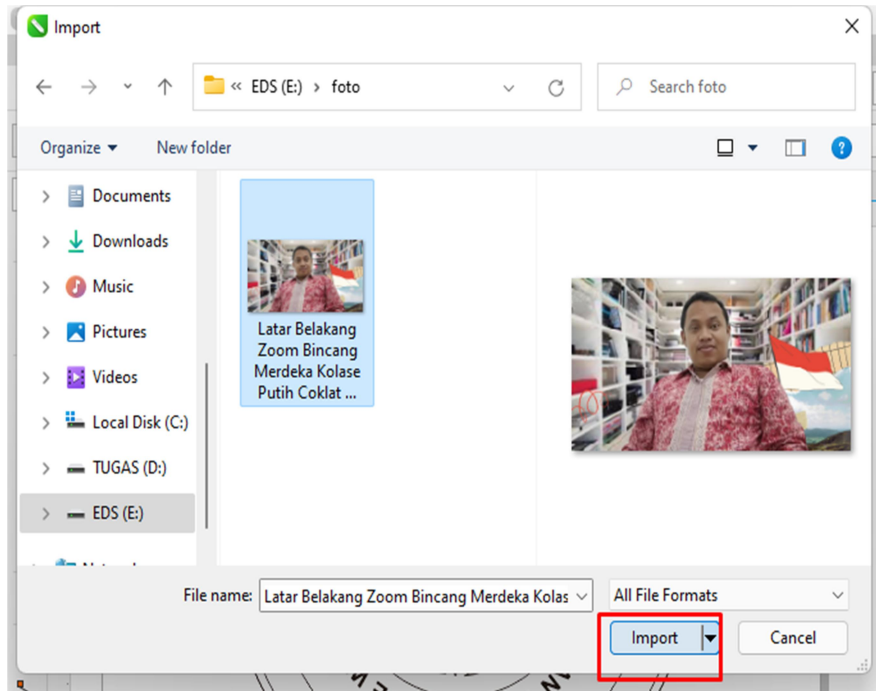 Import
« EDS (E:) › foto
Search foto
Organize
New folder
Documents
Downloads
Music
Pictures
Videos
Local Disk (C:)
TUGAS (D:)
EDS (E:)
Latar Belakang
Zoom Bincang
Merdeka Kolase
Putih Coklat ...
File name:
Latar Belakang Zoom Bincang Merdeka Kolas
All File Formats
Import
Cancel